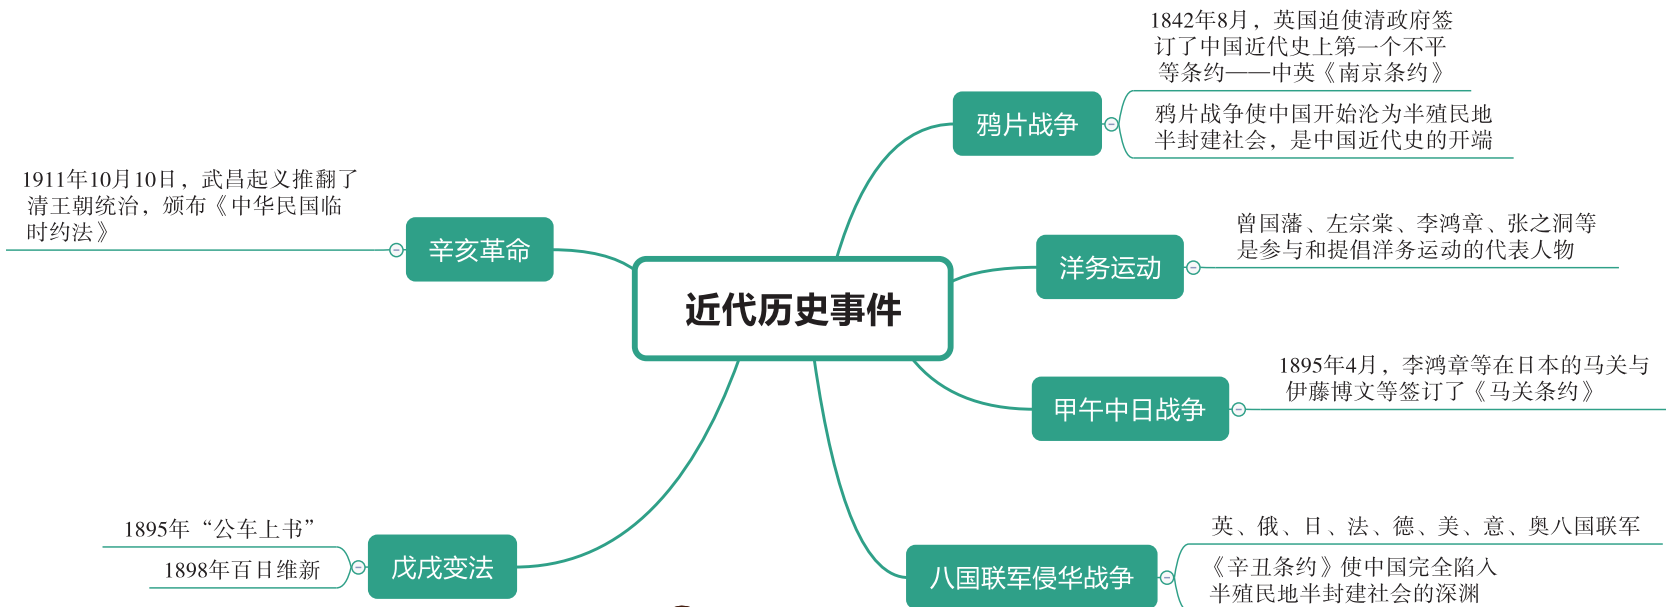 近代历史事件
鸦片战争
1842年8月，英国迫使清政府签
订了中国近代史上第一个不平
等条约——中英《南京条约》
鸦片战争使中国开始沦为半殖民地
半封建社会，是中国近代史的开端
洋务运动
曾国藩、左宗棠、李鸿章、张之洞等
是参与和提倡洋务运动的代表人物
甲午中日战争
1895年4月，李鸿章等在日本的马关与
伊藤博文等签订了《马关条约》
八国联军侵华战争
英、俄、日、法、德、美、意、奥八国联军
《辛丑条约》使中国完全陷入
半殖民地半封建社会的深渊
辛亥革命
1911年10月10日，武昌起义推翻了
清王朝统治，颁布《中华民国临
时约法》
戊戌变法
1895年“公车上书”
1898年百日维新